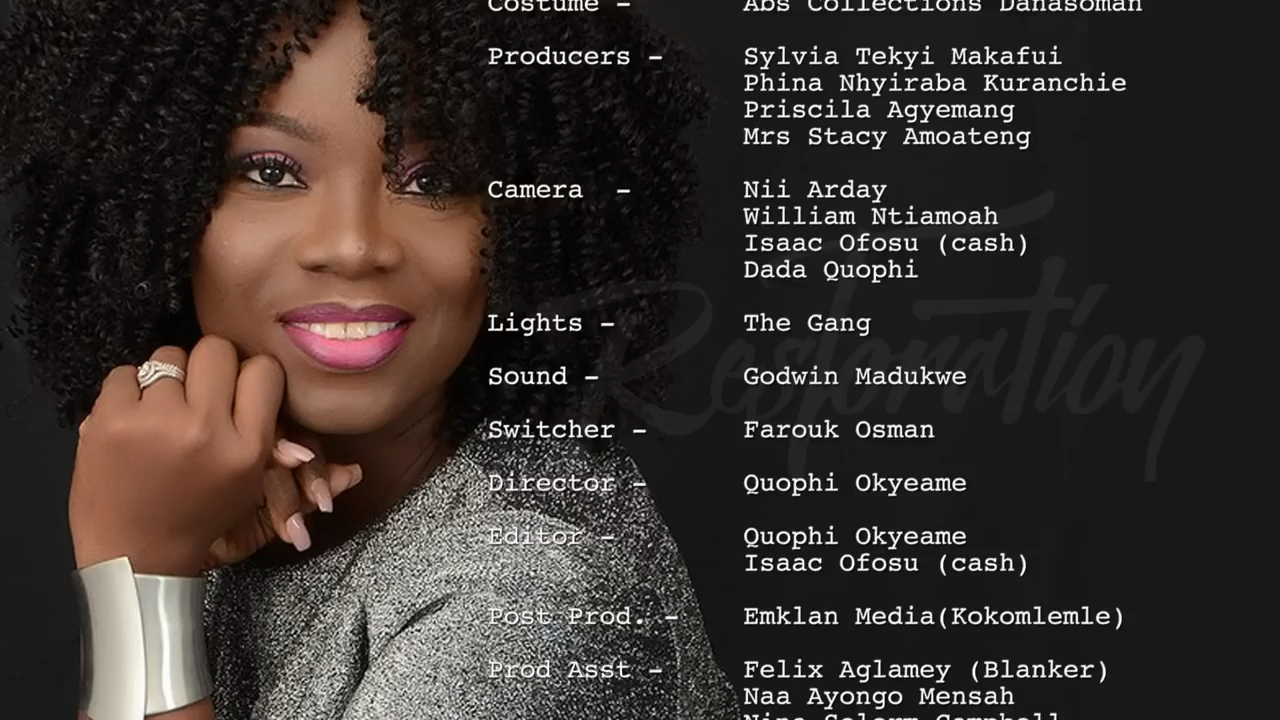 Costume - Abs Collections Dansoman
Producers - Sylvia Tekyi Makafui
Phina Nhyiraba Kuranchie
Priscila Agyemang
Mrs Stacy Amoateng
Camera - Nii Arday
William Ntiamoah
Isaac Ofosu (cash)
Dada Quophi
Restoration
Lights - The Gang
Sound - Godwin Madukwe
Switcher - Farouk Osman
Director - Quophi Okyeame
Editor - Quophi Okyeame
Isaac Ofosu (cash)
Post Prod. - Emklan Media(Kokomlemle)
Prod Asst - Felix Aglamey (Blanker)
Naa Ayongo Mensah